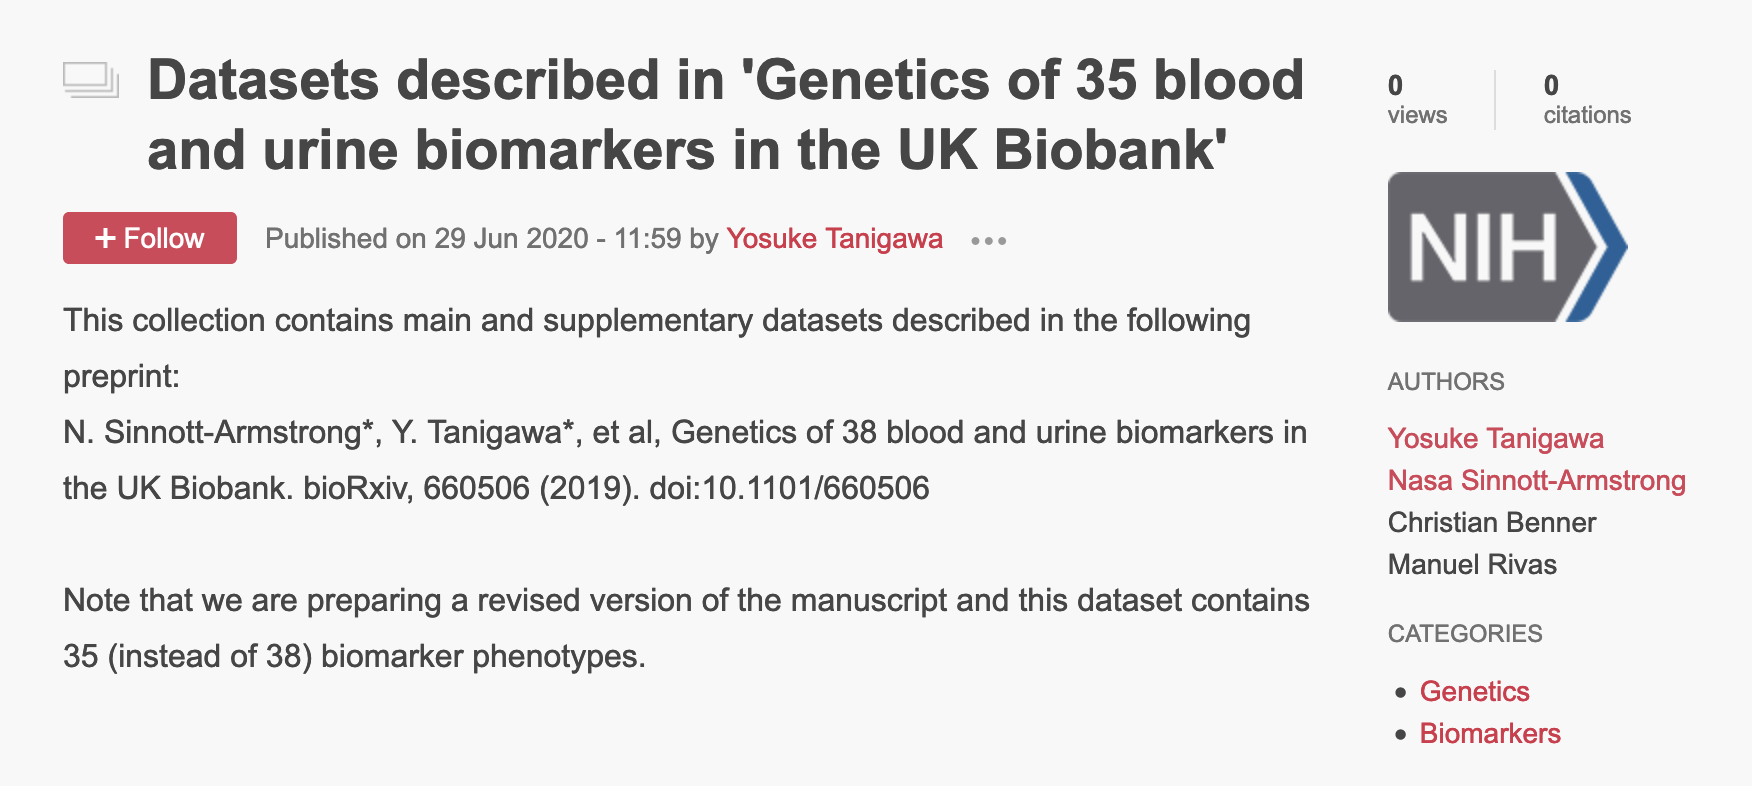 Datasets described in 'Genetics of 35 blood
and urine biomarkers in the UK Biobank'
+ Follow
Published on 29 Jun 2020 - 11:59 by Yosuke Tanigawa •••
This collection contains main and supplementary datasets described in the following
preprint:
N. Sinnott-Armstrong*, Y. Tanigawa*, et al, Genetics of 38 blood and urine biomarkers in
the UK Biobank. bioRxiv, 660506 (2019). doi:10.1101/660506
Note that we are preparing a revised version of the manuscript and this dataset contains
35 (instead of 38) biomarker phenotypes.
0
views
0
citations
NIH
AUTHORS
Yosuke Tanigawa
Nasa Sinnott-Armstrong
Christian Benner
Manuel Rivas
CATEGORIES
• Genetics
• Biomarkers